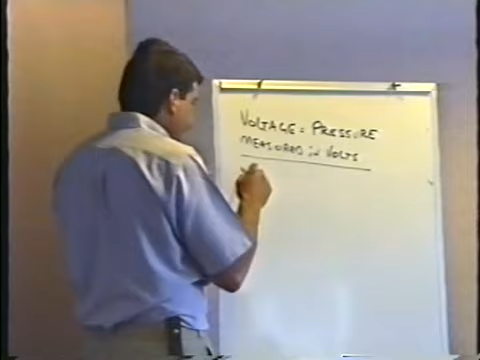 VOLTAGE = PRESSURE
MEASURED IN VOLTS